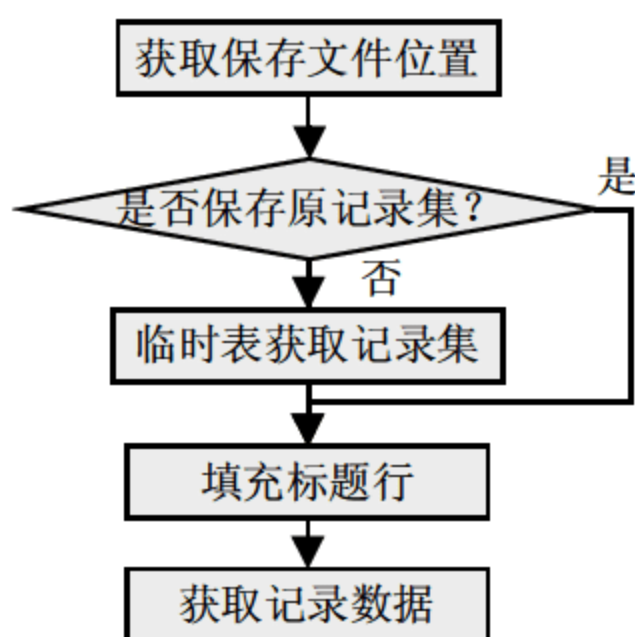 获取保存文件位置
是否保存原记录集？
是
否
临时表获取记录集
填充标题行
获取记录数据